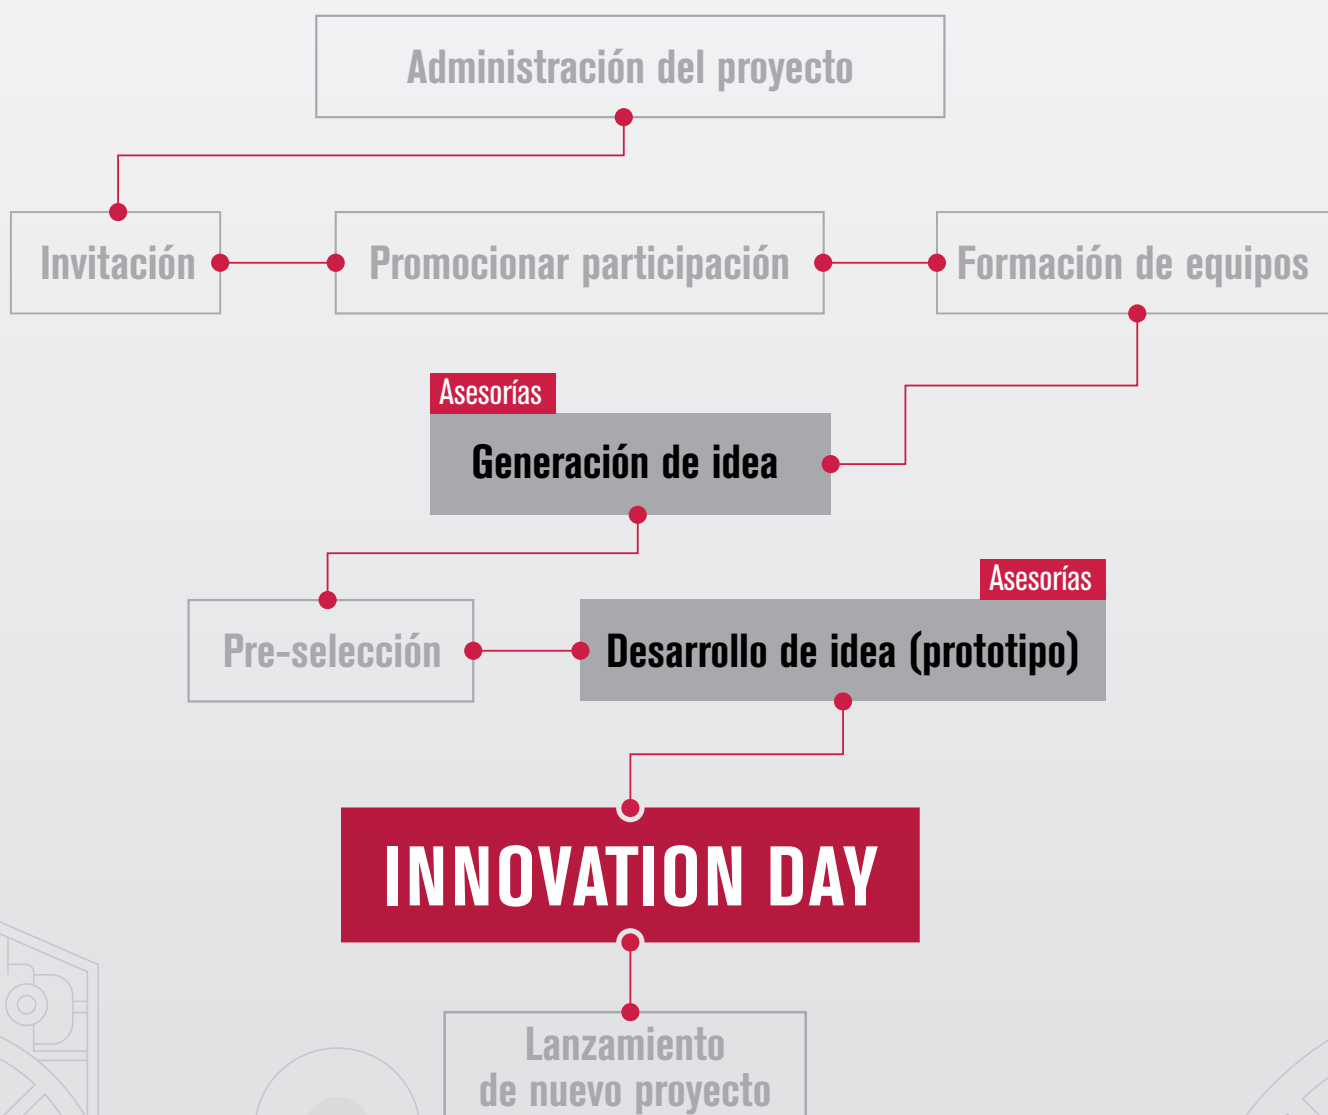 Administración del proyecto
Invitación
Promocionar participación
Formación de equipos
Asesorías
Generación de idea
Asesorías
Pre-selección
Desarrollo de idea (prototipo)
INNOVATION DAY
Lanzamiento
de nuevo proyecto